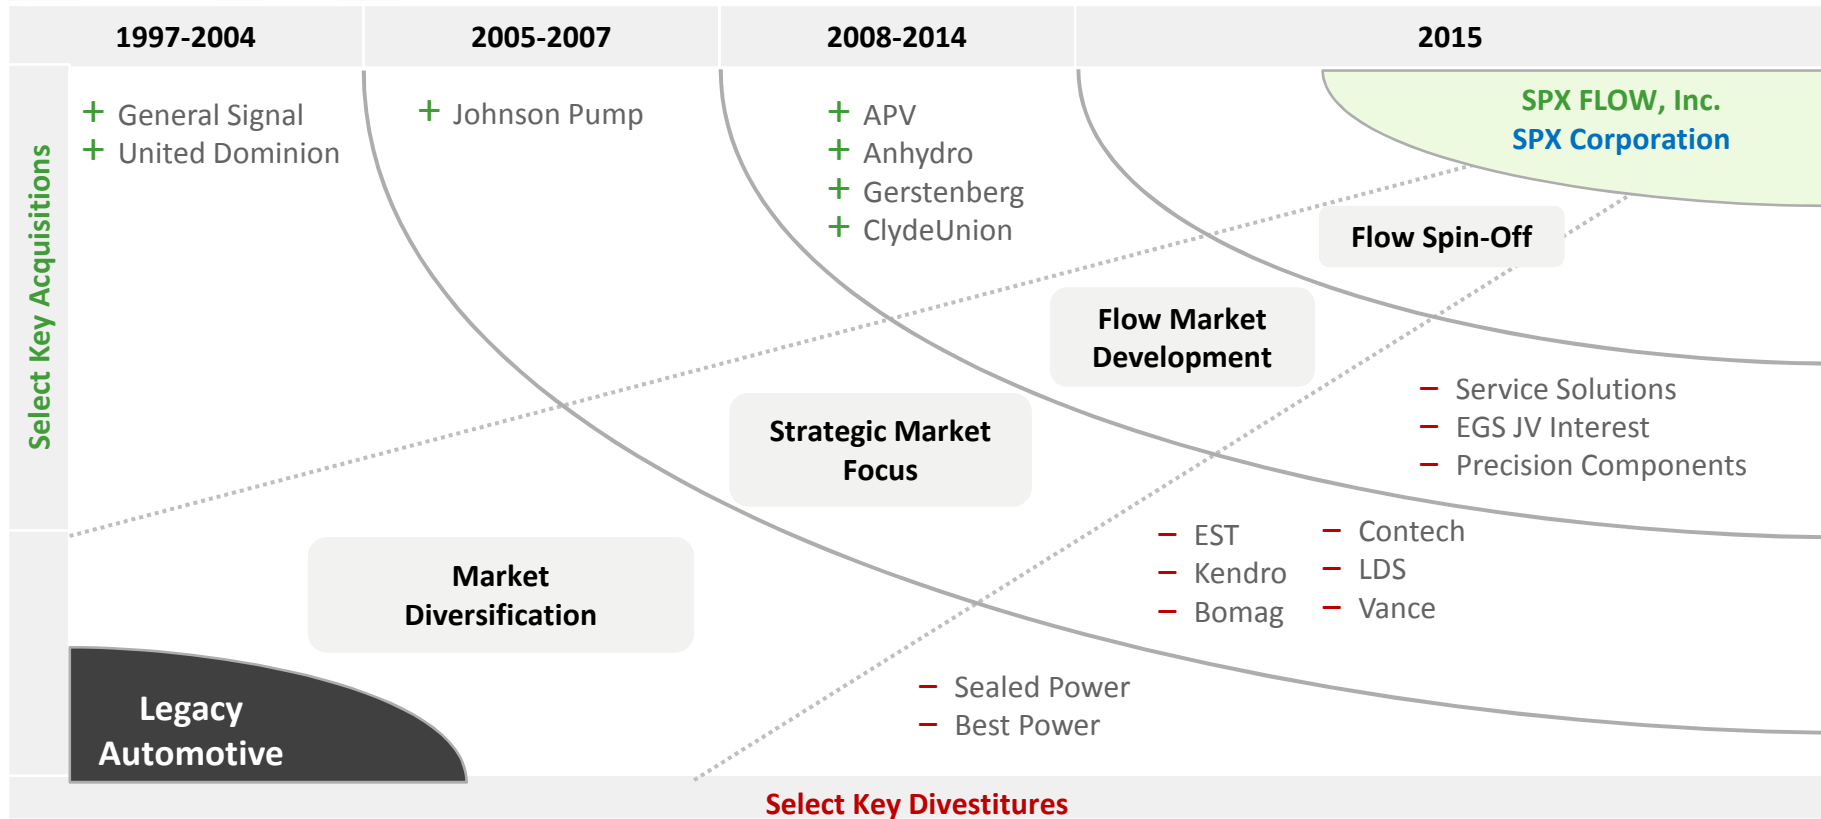 1997-2004
2005-2007
2008-2014
2015
Select Key Acquisitions
+ General Signal
+ United Dominion
+ Johnson Pump
+ APV
+ Anhydro
+ Gerstenberg
+ ClydeUnion
SPX FLOW, Inc.
SPX Corporation
Flow Spin-Off
Flow Market
Development
Strategic Market
Focus
Market
Diversification
Legacy
Automotive
– Service Solutions
– EGS JV Interest
– Precision Components
– EST
– Kendro
– Bomag
– Contech
– LDS
– Vance
– Sealed Power
– Best Power
Select Key Divestitures